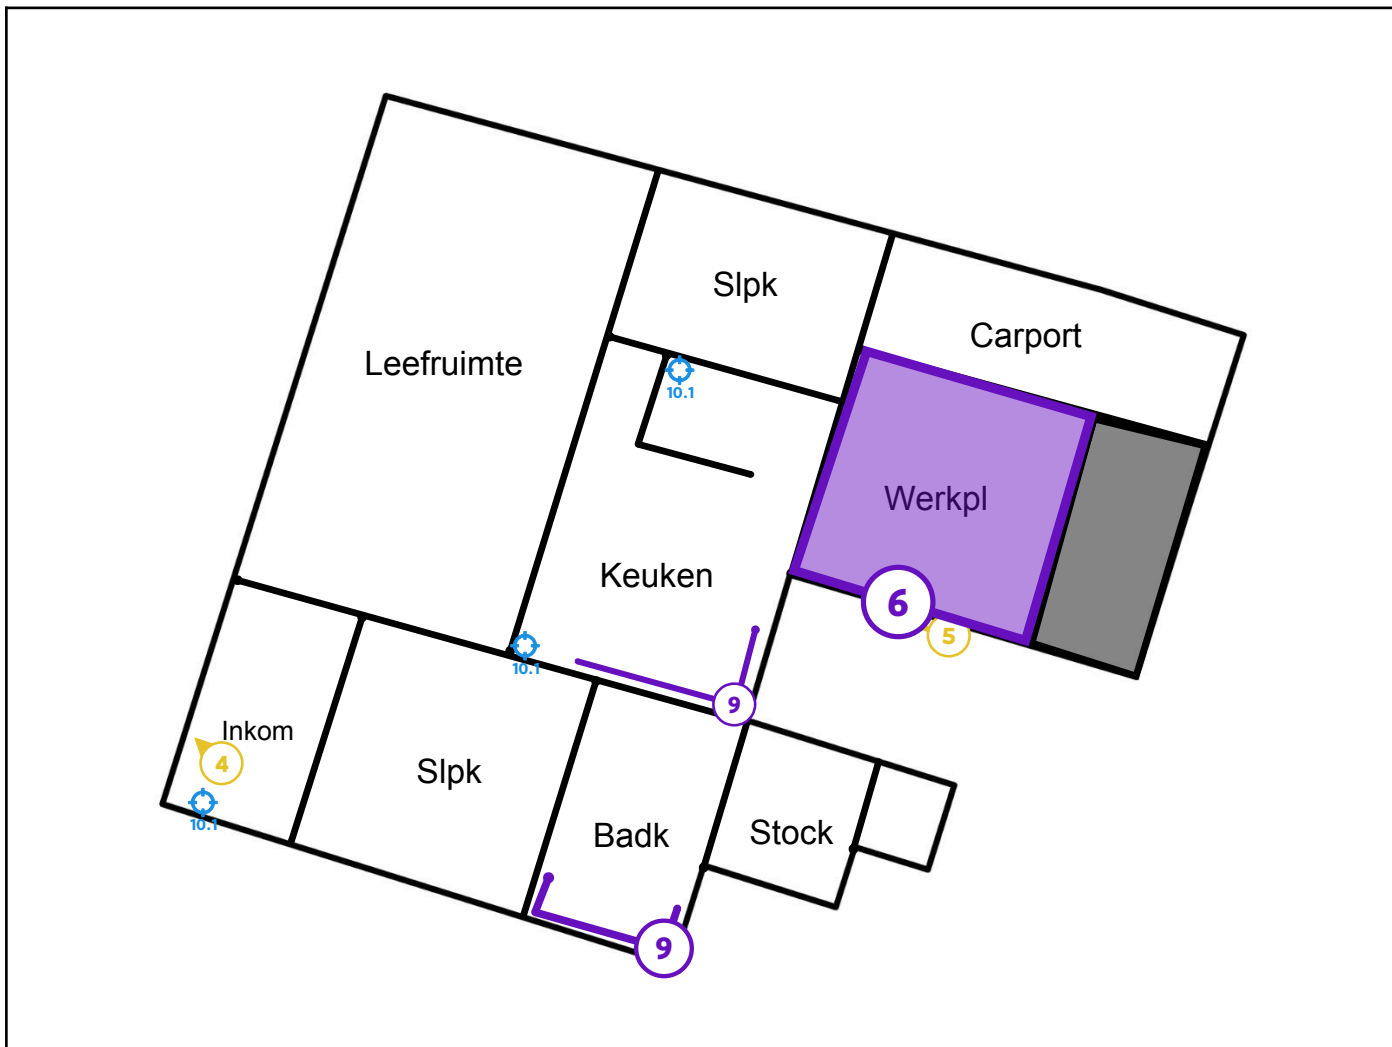 Slpk
Carport
Leefruimte
10.1
Werkpl
Keuken
6
5
10.1
9
Inkom
4
Slpk
10.1
Badk
Stock
9